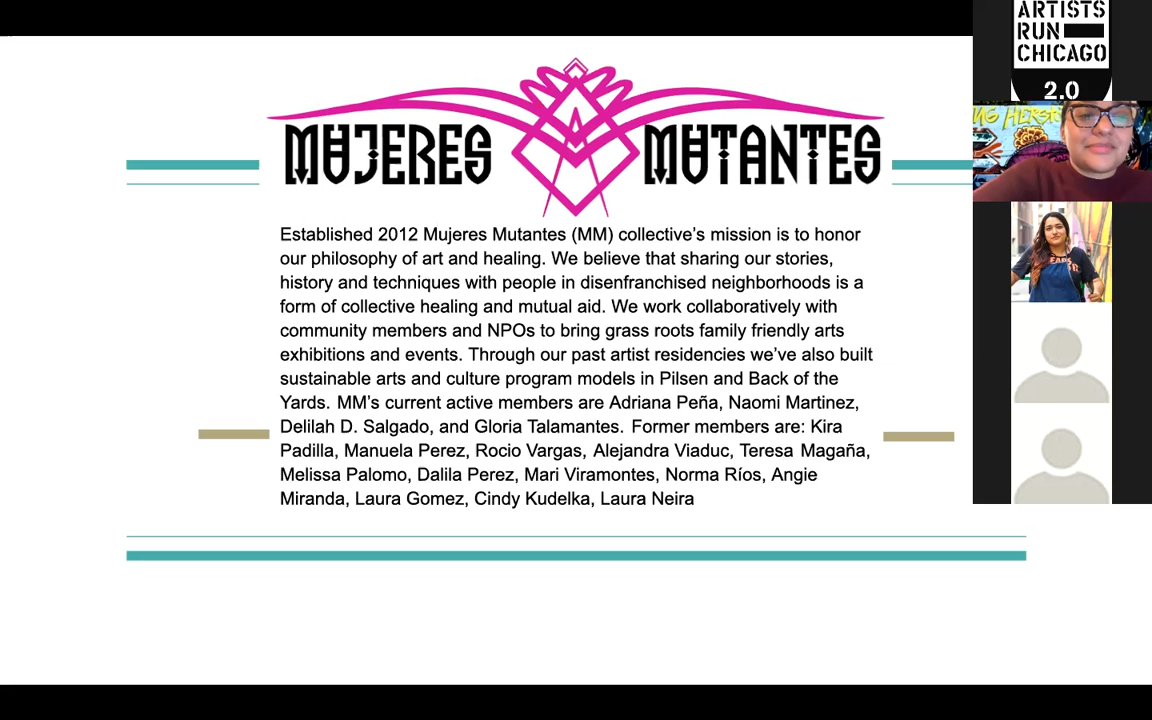 MUJERES MUTANTES
Established 2012 Mujeres Mutantes (MM) collective’s mission is to honor
our philosophy of art and healing. We believe that sharing our stories,
history and techniques with people in disenfranchised neighborhoods is a
form of collective healing and mutual aid. We work collaboratively with
community members and NPOs to bring grass roots family friendly arts
exhibitions and events. Through our past artist residencies we’ve also built
sustainable arts and culture program models in Pilsen and Back of the
Yards. MM’s current active members are Adriana Peña, Naomi Martinez,
Delilah D. Salgado, and Gloria Talamantes. Former members are: Kira
Padilla, Manuela Perez, Rocio Vargas, Alejandra Viaduc, Teresa Magaña,
Melissa Palomo, Dalila Perez, Mari Viramontes, Norma Ríos, Angie
Miranda, Laura Gomez, Cindy Kudelka, Laura Neira
ARTISTS
RUN
CHICAGO
2.0